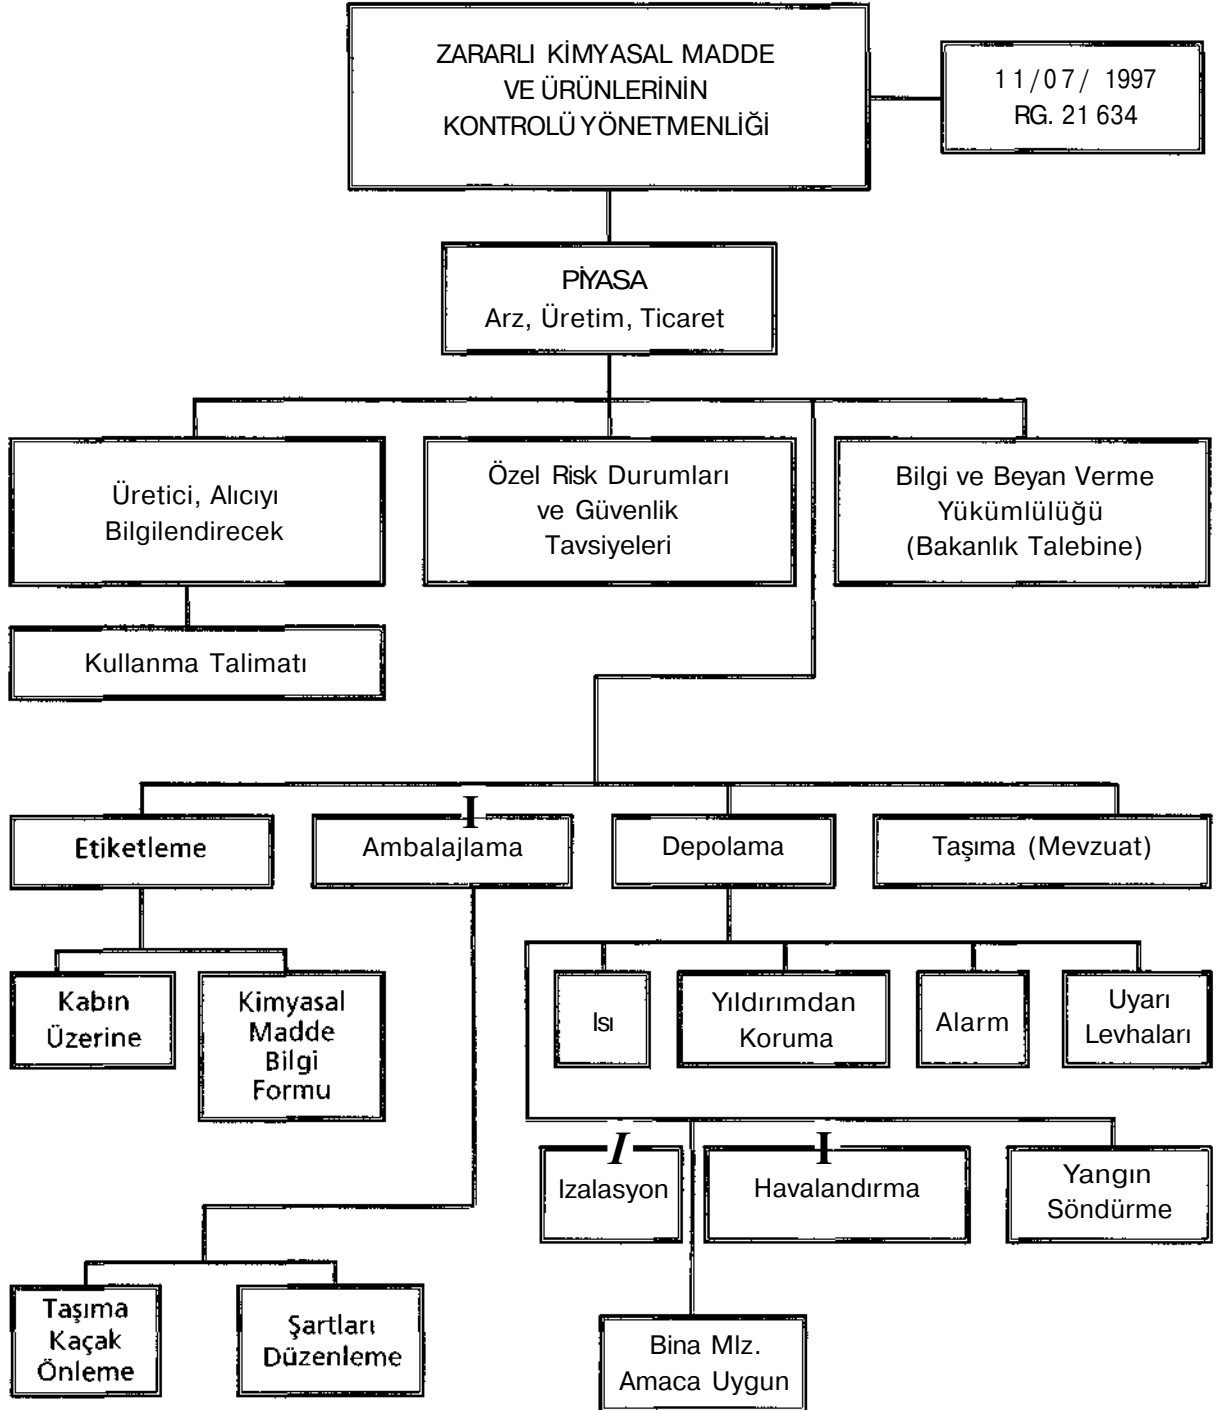 ZARARLI KİMYASAL MADDE
VE ÜRÜNLERİNİN
KONTROLÜ YÖNETMENLİĞİ
11/07/ 1997
RG. 21 634
PİYASA
Arz, Üretim, Ticaret
Üretici, Alıcıyı
Bilgilendirecek
Özel Risk Durumları
ve Güvenlik
Tavsiyeleri
Bilgi ve Beyan Verme
Yükümlülüğü
(Bakanlık Talebine)
Kullanma Talimatı
Etiketleme
Ambalajlama
Depolama
Taşıma (Mevzuat)
Kabın
Üzerine
Kimyasal
Madde
Bilgi
Formu
Isı
Yıldırımdan
Koruma
Alarm
Uyarı
Levhaları
Izalasyon
Havalandırma
Yangın
Söndürme
Taşıma
Kaçak
Önleme
Şartları
Düzenleme
Bina Mlz.
Amaca Uygun